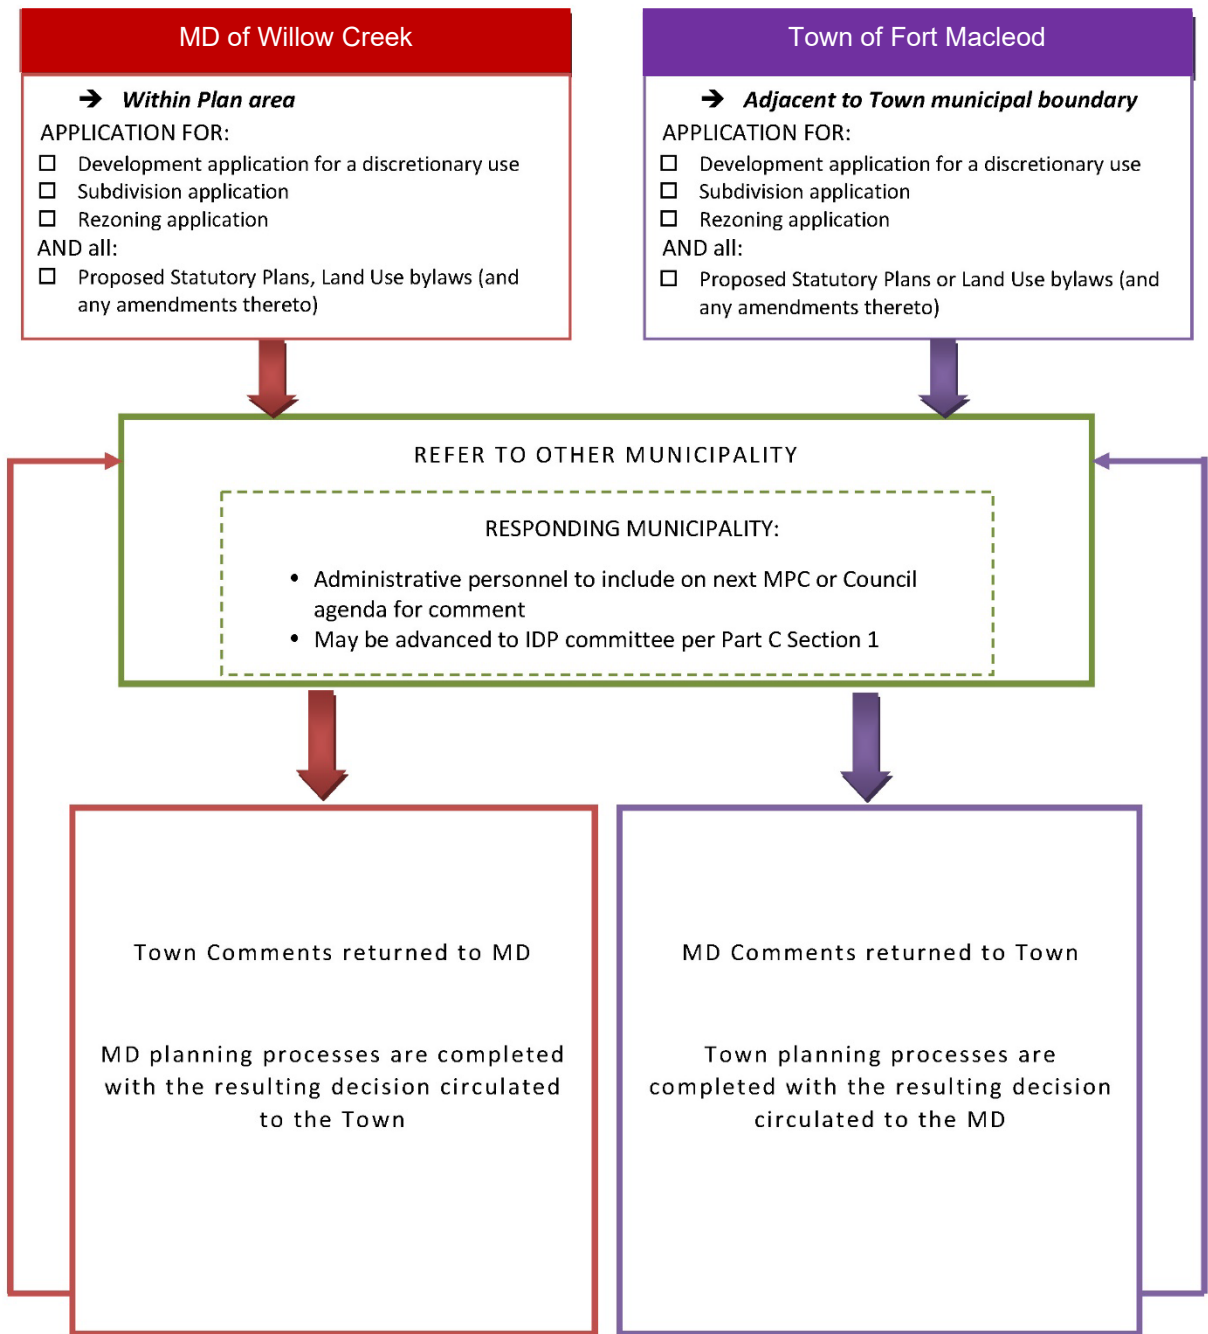 MD of Willow Creek
➔ Within Plan area
APPLICATION FOR:
☐ Development application for a discretionary use
☐ Subdivision application
☐ Rezoning application
AND all:
☐ Proposed Statutory Plans, Land Use bylaws (and
any amendments thereto)
Town of Fort Macleod
➔ Adjacent to Town municipal boundary
APPLICATION FOR:
☐ Development application for a discretionary use
☐ Subdivision application
☐ Rezoning application
AND all:
☐ Proposed Statutory Plans or Land Use bylaws (and
any amendments thereto)
REFER TO OTHER MUNICIPALITY
RESPONDING MUNICIPALITY:
• Administrative personnel to include on next MPC or Council
agenda for comment
• May be advanced to IDP committee per Part C Section 1
Town Comments returned to MD
MD planning processes are completed
with the resulting decision circulated
to the Town
MD Comments returned to Town
Town planning processes are
completed with the resulting decision
circulated to the MD